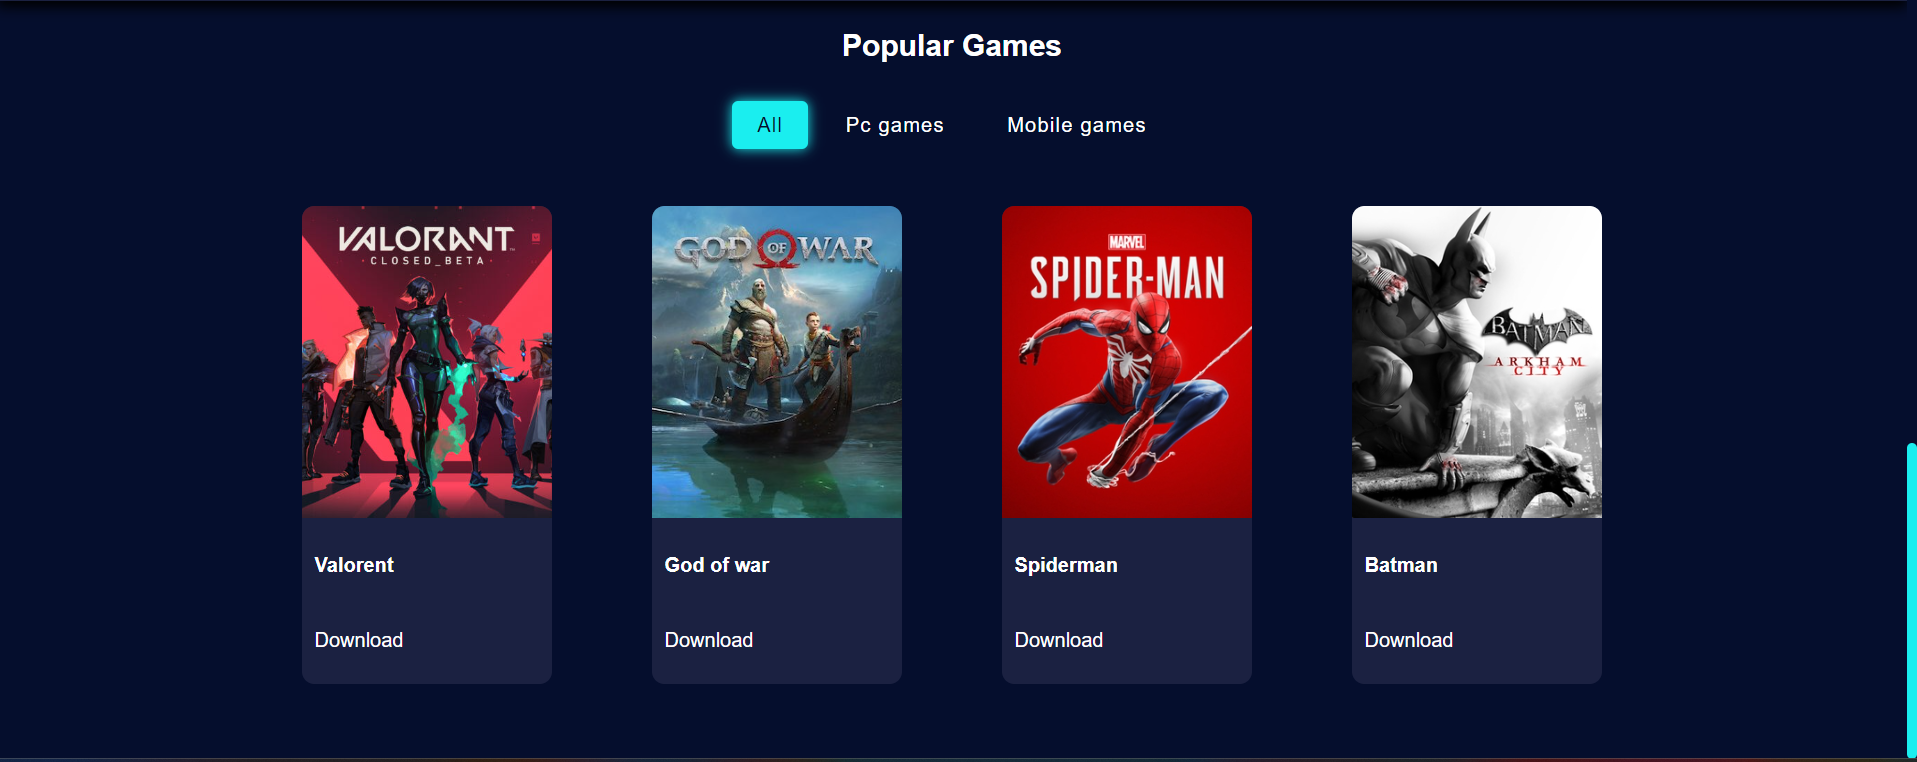 Popular Games
All
Pc games
Mobile games
VALORANT
CLOSED_BETA
GOD OF WAR
MARVEL
SPIDER-MAN
BATMAN
ARKHAM
CITY
Valorent
God of war
Spiderman
Batman
Download
Download
Download
Download